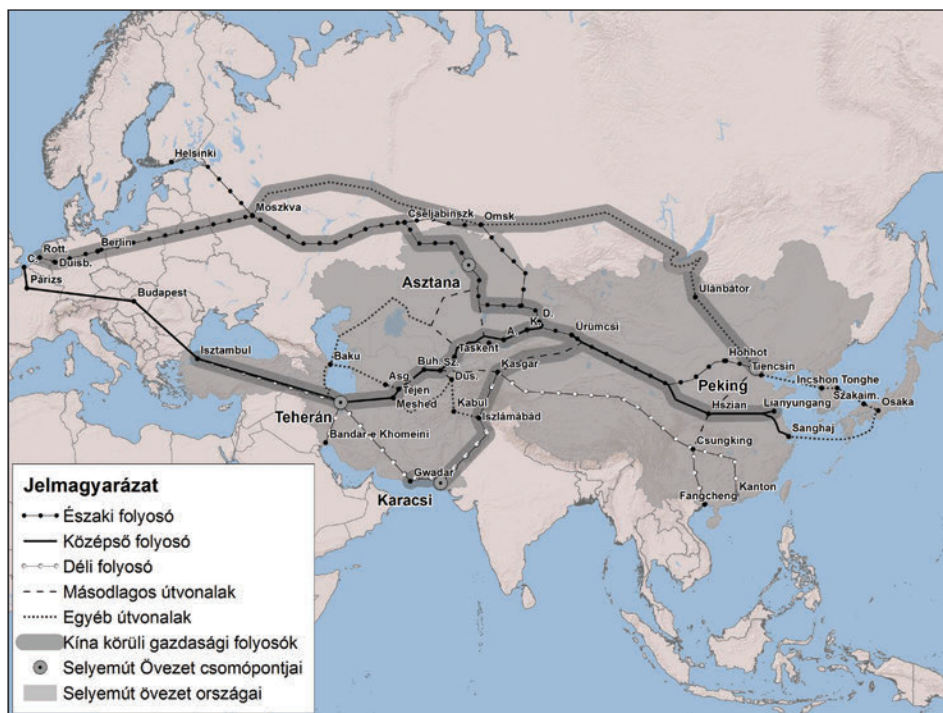 Helsinki
Moszkva
Cseljabinszk
Omsk
Rott.
Berlin
C.
Duisb.
Párizs
Asztana
Ulánbátor
Budapest
D.
K.
A.
Ürümcsi
Isztambul
Taskent
Baku
Buh.
Sz.
Kasgar
Hohhot
Tiencsin
Asg.
Dus.
Peking
Incshon
Tonghe
Tejen
Teherán
Meshed
Kabul
Hszian
Lianyungang
Szakaim.
Osaka
Iszlámábád
Sanghaj
Bandar-e Khomeini
Csungking
Gwadar
Kanton
Karacsi
Fangcheng
Jelmagyarázat
Északi folyosó
Középső folyosó
Déli folyosó
Másodlagos útvonalak
Egyéb útvonalak
Kína körüli gazdasági folyosók
Selyemút Övezet csomópontjai
Selyemút övezet országai